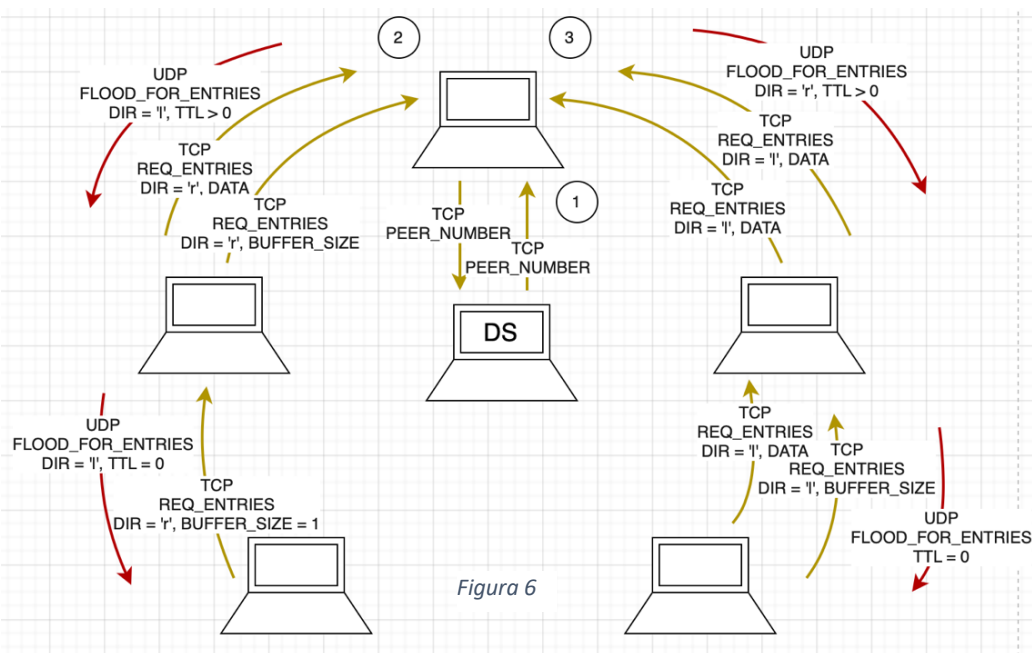 2
3
UDP
FLOOD_FOR_ENTRIES
DIR = 'l', TTL > 0
UDP
FLOOD_FOR_ENTRIES
DIR = 'r', TTL > 0
TCP
REQ_ENTRIES
DIR = 'r', DATA
TCP
REQ_ENTRIES
DIR = 'l', DATA
TCP
REQ_ENTRIES
DIR = 'r', BUFFER_SIZE
TCP
PEER_NUMBER
1
TCP
PEER_NUMBER
TCP
REQ_ENTRIES
DIR = 'l', DATA
DS
UDP
FLOOD_FOR_ENTRIES
DIR = 'l', TTL = 0
TCP
REQ_ENTRIES
DIR = 'l', DATA
TCP
REQ_ENTRIES
DIR = 'l', BUFFER_SIZE
TCP
REQ_ENTRIES
DIR = 'r', BUFFER_SIZE = 1
UDP
FLOOD_FOR_ENTRIES
TTL = 0
Figura 6